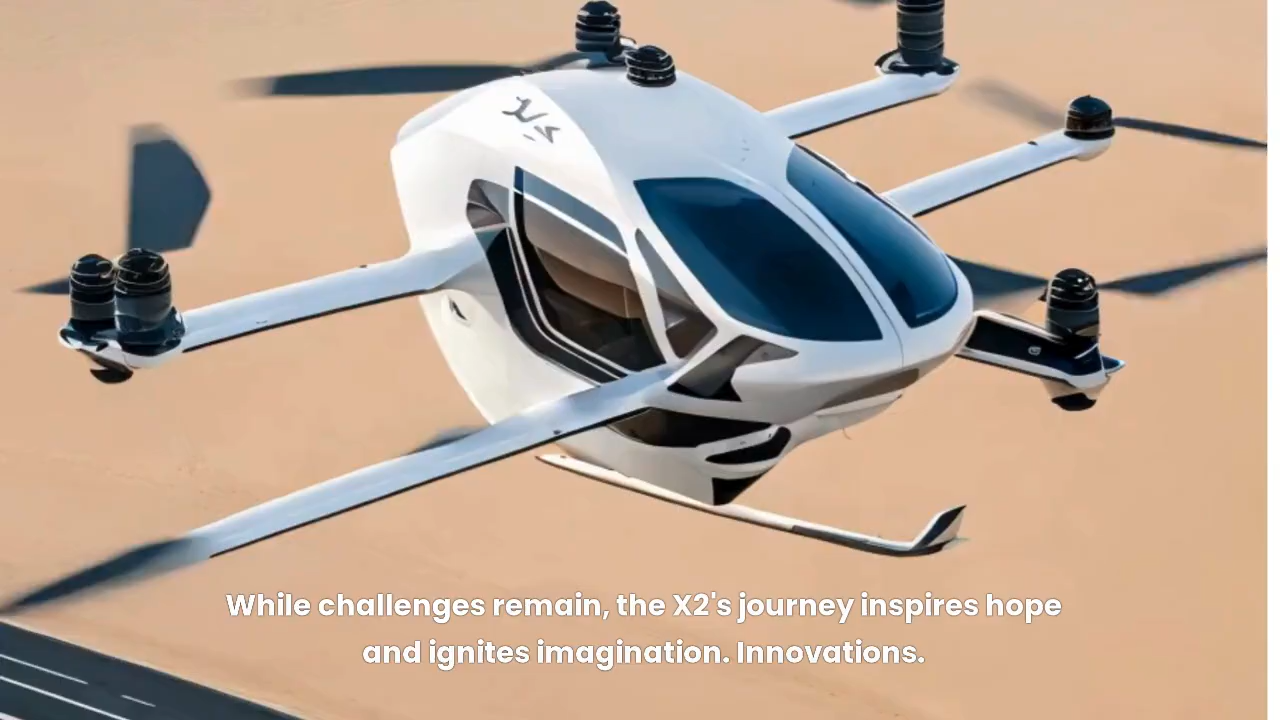 While challenges remain, the X2's journey inspires hope
and ignites imagination. Innovations.